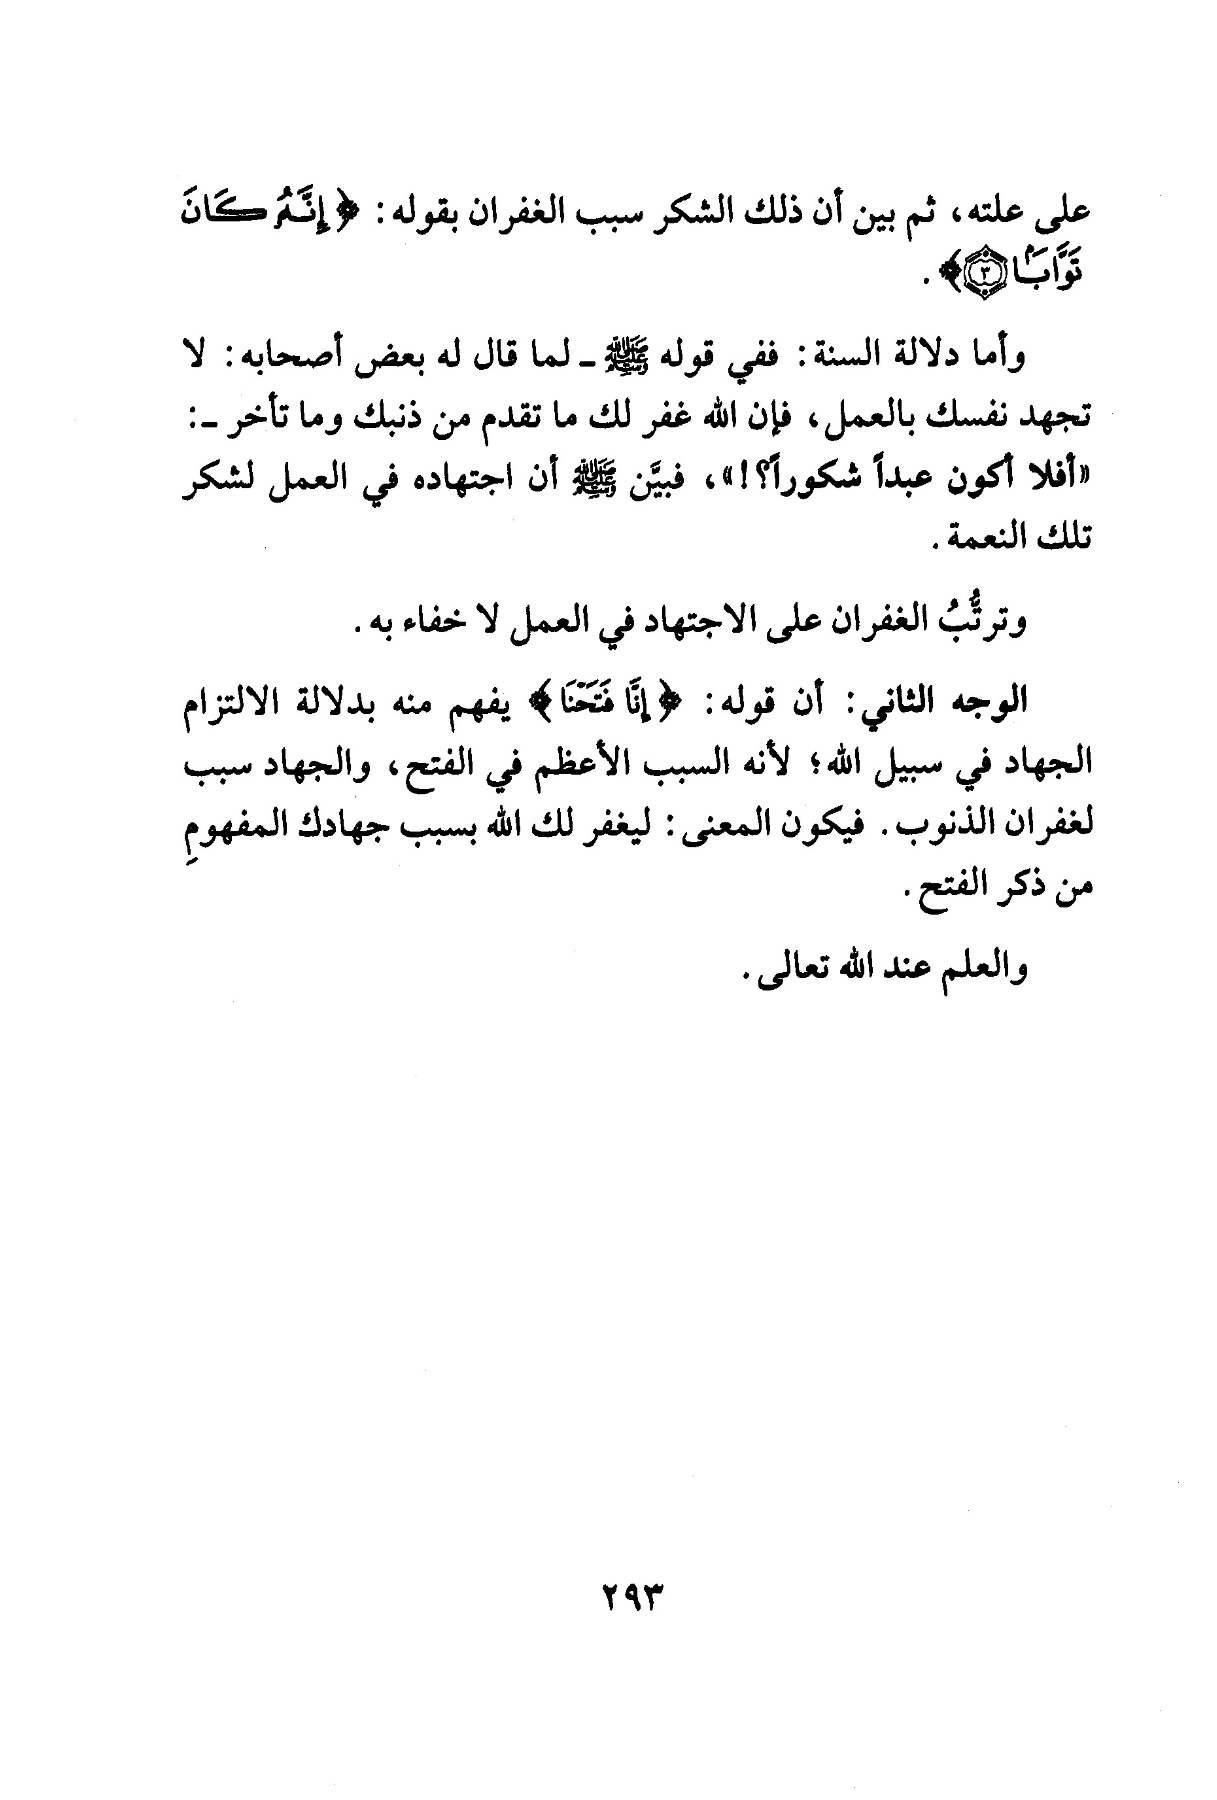 على علته، ثم بين أن ذلك الشكر سبب الغفران بقوله: ﴿إِنَّهُ كَانَ
تَوَّابًا ٣﴾.
وأما دلالة السنة: ففي قوله ﷺ ـ لما قال له بعض أصحابه: لا
تجهد نفسك بالعمل، فإن الله غفر لك ما تقدم من ذنبك وما تأخر ـ:
«أفلا أكون عبداً شكوراً؟!»، فبيَّن ﷺ أن اجتهاده في العمل لشكر
تلك النعمة.
وترتُّبُ الغفران على الاجتهاد في العمل لا خفاء به.
الوجه الثاني: أن قوله: ﴿إِنَّا فَتَحْنَا﴾ يفهم منه بدلالة الالتزام
الجهاد في سبيل الله؛ لأنه السبب الأعظم في الفتح، والجهاد سبب
لغفران الذنوب. فيكون المعنى: ليغفر لك الله بسبب جهادك المفهومِ
من ذكر الفتح.
والعلم عند الله تعالى.
٢٩٣